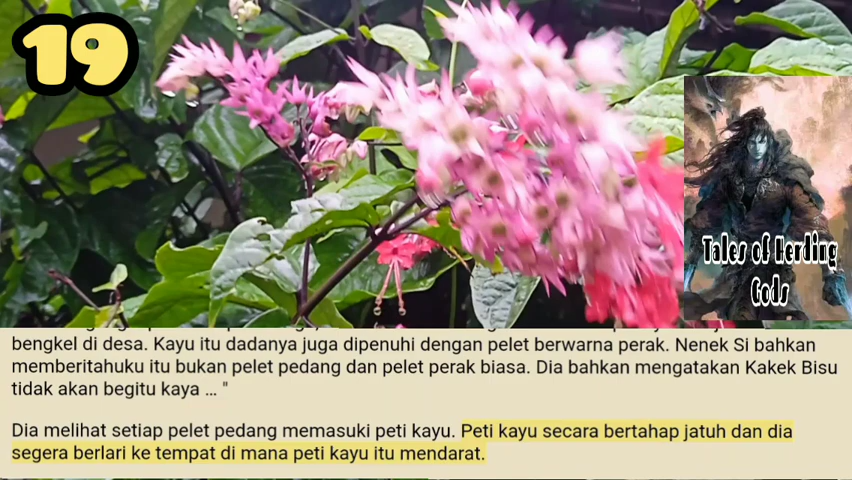 19
Tales of Herding
Gods
bengkel di desa. Kayu itu dadanya juga dipenuhi dengan pelet berwarna perak. Nenek Si bahkan
memberitahuku itu bukan pelet pedang dan pelet perak biasa. Dia bahkan mengatakan Kakek Bisu
tidak akan begitu kaya ... "
Dia melihat setiap pelet pedang memasuki peti kayu. Peti kayu secara bertahap jatuh dan dia
segera berlari ke tempat di mana peti kayu itu mendarat.